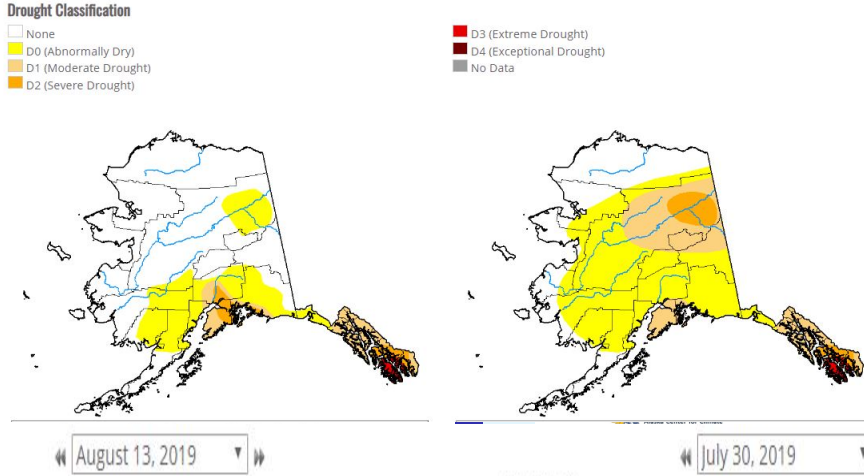 Drought Classification
None
D0 (Abnormally Dry)
D1 (Moderate Drought)
D2 (Severe Drought)
D3 (Extreme Drought)
D4 (Exceptional Drought)
No Data
August 13, 2019
July 30, 2019